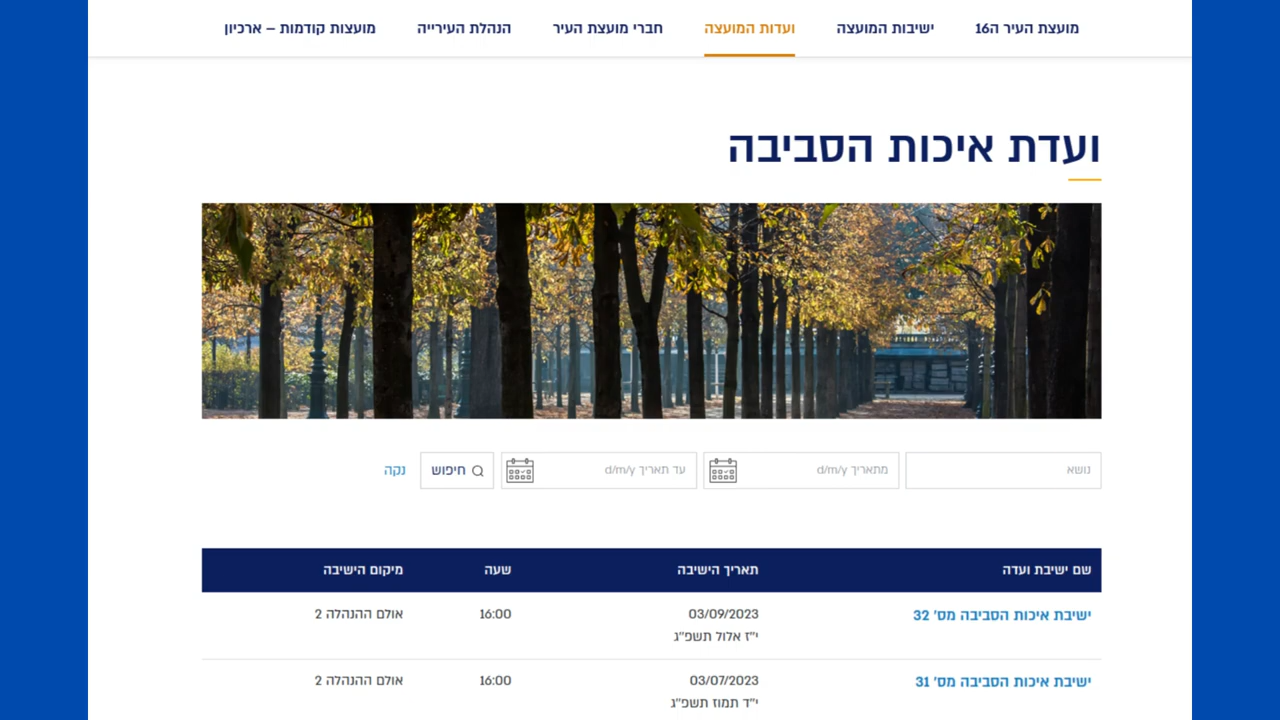 מועצת העיר ה16
ישיבות המועצה
ועדות המועצה
חברי מועצת העיר
הנהלת העירייה
מועצות קודמות – ארכיון
ועדת איכות הסביבה
נושא
מתאריך d/m/y
עד תאריך d/m/y
חיפוש
נקה
שם ישיבת ועדה תאריך הישיבה שעה מיקום הישיבה
ישיבת איכות הסביבה מס' 32 03/09/2023 16:00 אולם ההנהלה 2
י״ז אלול תשפ״ג
ישיבת איכות הסביבה מס' 31 03/07/2023 16:00 אולם ההנהלה 2
י״ד תמוז תשפ״ג